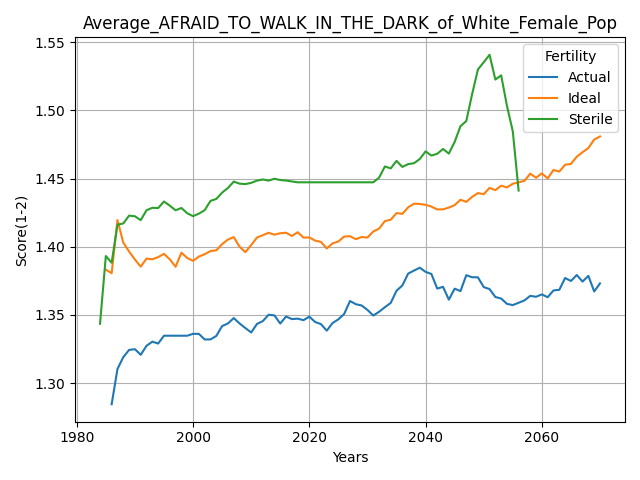 Average_AFRAID_TO_WALK_IN_THE_DARK_of_White_Female_Pop
Fertility
Actual
Ideal
Sterile
Score(1-2)
1.55
1.50
1.45
1.40
1.35
1.30
1980 2000 2020 2040 2060
Years